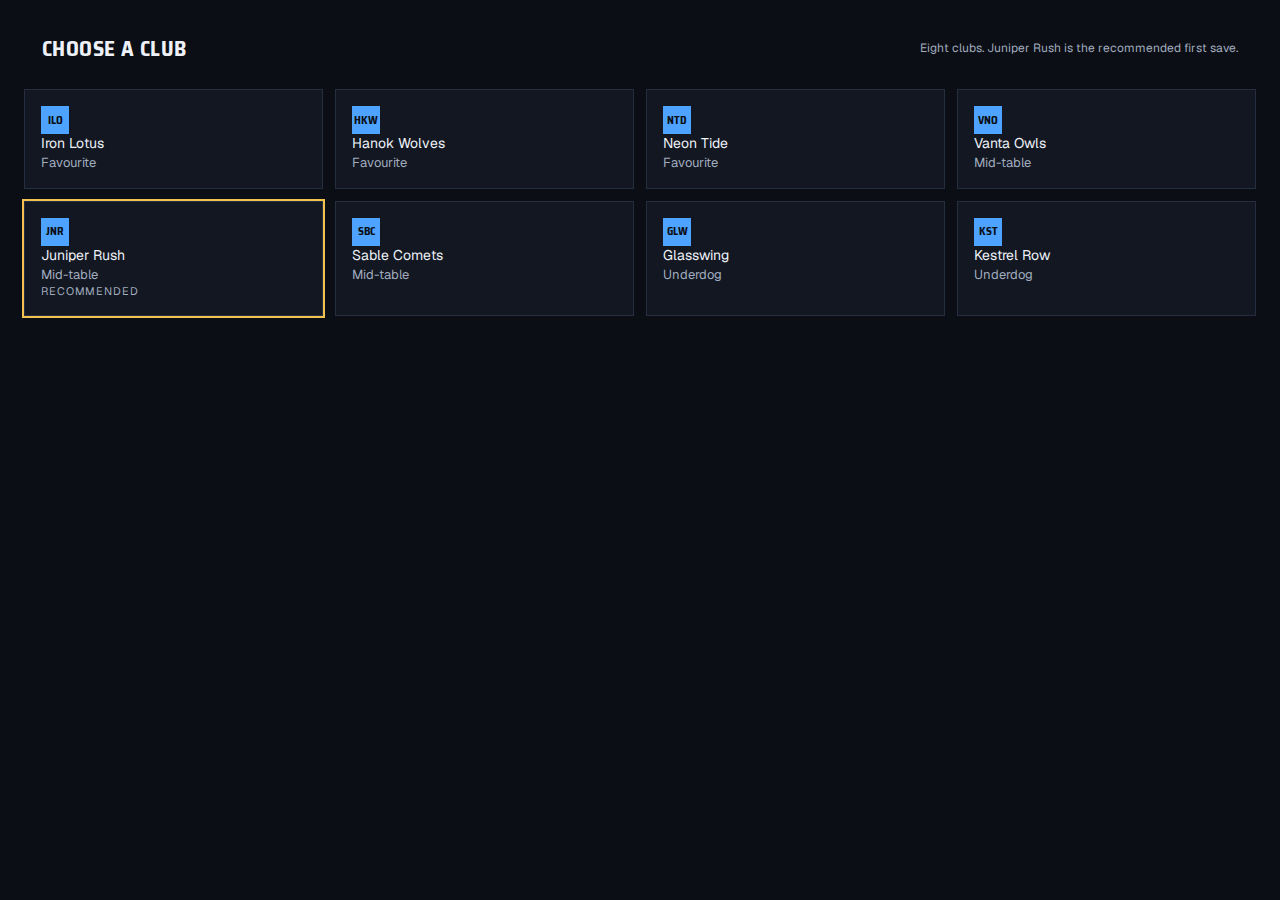 CHOOSE A CLUB
Eight clubs. Juniper Rush is the recommended first save.
ILO
Iron Lotus
Favourite
HKW
Hanok Wolves
Favourite
NTD
Neon Tide
Favourite
VNO
Vanta Owls
Mid-table
JNR
Juniper Rush
Mid-table
RECOMMENDED
SBC
Sable Comets
Mid-table
GLW
Glasswing
Underdog
KST
Kestrel Row
Underdog